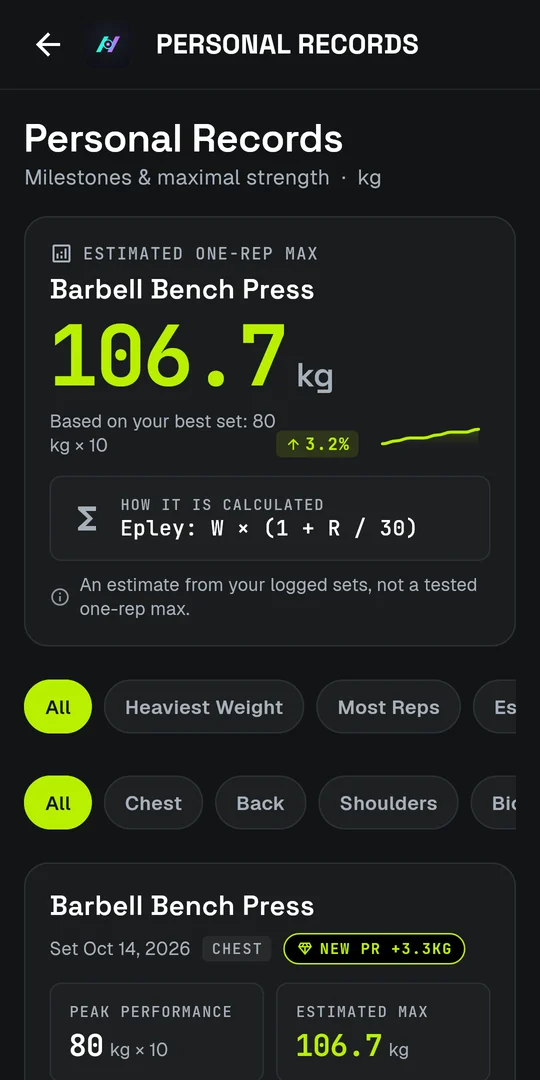 PERSONAL RECORDS
Personal Records
Milestones & maximal strength · kg
ESTIMATED ONE-REP MAX
Barbell Bench Press
106.7 kg
Based on your best set: 80
kg × 10
↑ 3.2%
HOW IT IS CALCULATED
Σ Epley: W × (1 + R / 30)
An estimate from your logged sets, not a tested
one-rep max.
All Heaviest Weight Most Reps Es
All Chest Back Shoulders Bic
Barbell Bench Press
Set Oct 14, 2026 CHEST NEW PR +3.3KG
PEAK PERFORMANCE ESTIMATED MAX
80 kg × 10 106.7 kg